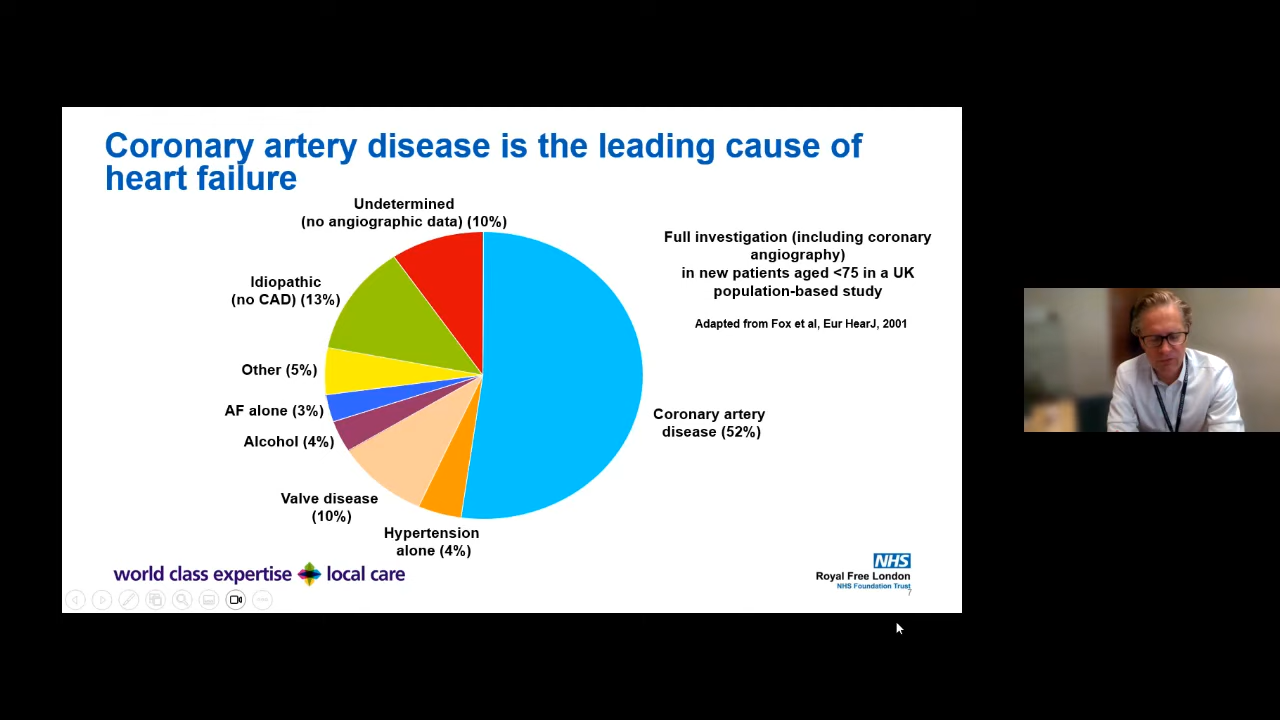 Coronary artery disease is the leading cause of
heart failure
Undetermined
(no angiographic data) (10%)
Idiopathic
(no CAD) (13%)
Other (5%)
AF alone (3%)
Alcohol (4%)
Valve disease
(10%)
Hypertension
alone (4%)
Coronary artery
disease (52%)
Full investigation (including coronary
angiography)
in new patients aged <75 in a UK
population-based study
Adapted from Fox et al, Eur HearJ, 2001
world class expertise local care
NHS
Royal Free London
NHS Foundation Trust
7